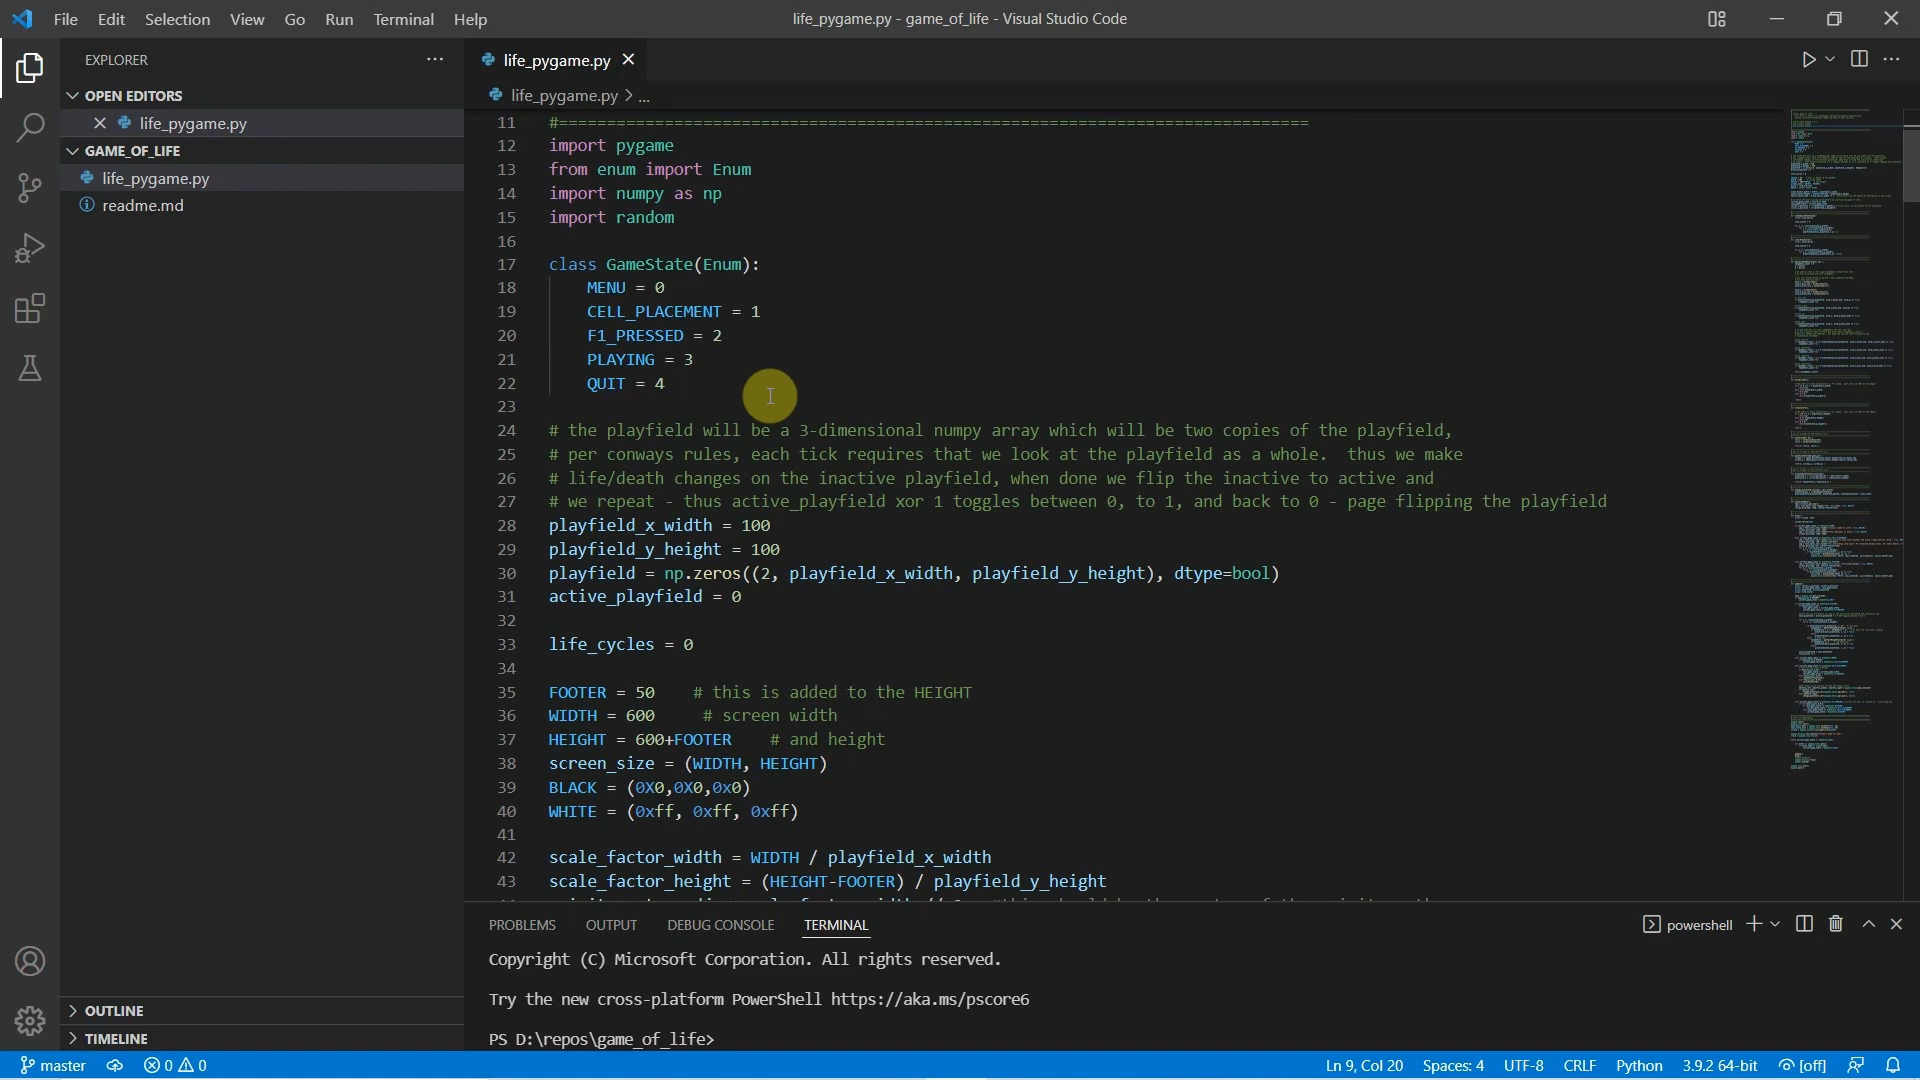 File Edit Selection View Go Run Terminal Help
life_pygame.py - game_of_life - Visual Studio Code
EXPLORER
OPEN EDITORS
life_pygame.py
GAME_OF_LIFE
life_pygame.py
readme.md
OUTLINE
TIMELINE
life_pygame.py
life_pygame.py > ...
11 #==============================================================================
12 import pygame
13 from enum import Enum
14 import numpy as np
15 import random
16
17 class GameState(Enum):
18     MENU = 0
19     CELL_PLACEMENT = 1
20     F1_PRESSED = 2
21     PLAYING = 3
22     QUIT = 4
23
24 # the playfield will be a 3-dimensional numpy array which will be two copies of the playfield,
25 # per conways rules, each tick requires that we look at the playfield as a whole.  thus we make
26 # life/death changes on the inactive playfield, when done we flip the inactive to active and
27 # we repeat - thus active_playfield xor 1 toggles between 0, to 1, and back to 0 - page flipping the playfield
28 playfield_x_width = 100
29 playfield_y_height = 100
30 playfield = np.zeros((2, playfield_x_width, playfield_y_height), dtype=bool)
31 active_playfield = 0
32
33 life_cycles = 0
34
35 FOOTER = 50    # this is added to the HEIGHT
36 WIDTH = 600     # screen width
37 HEIGHT = 600+FOOTER    # and height
38 screen_size = (WIDTH, HEIGHT)
39 BLACK = (0X0,0X0,0x0)
40 WHITE = (0xff, 0xff, 0xff)
41
42 scale_factor_width = WIDTH / playfield_x_width
43 scale_factor_height = (HEIGHT-FOOTER) / playfield_y_height
PROBLEMS OUTPUT DEBUG CONSOLE TERMINAL
powershell
Copyright (C) Microsoft Corporation. All rights reserved.
Try the new cross-platform PowerShell https://aka.ms/pscore6
PS D:\repos\game_of_life>
master 0 0 Ln 9, Col 20 Spaces: 4 UTF-8 CRLF Python 3.9.2 64-bit [off]